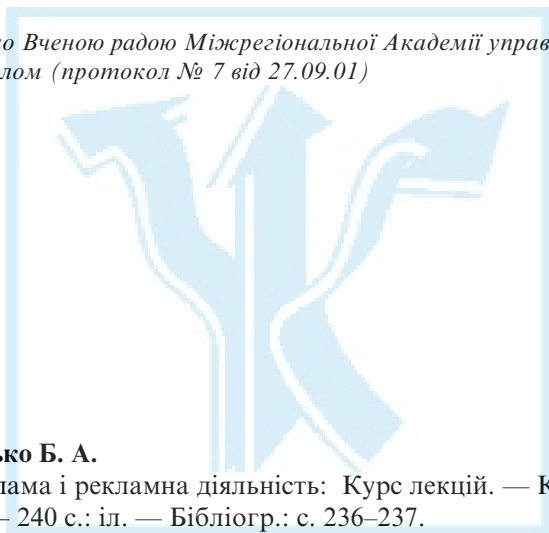 о Вченою радою Міжрегіональної Академії управ
лом (протокол № 7 від 27.09.01)
ько Б. А.
лама і рекламна діяльність: Курс лекцій. — К
– 240 с.: іл. — Бібліогр.: с. 236–237.